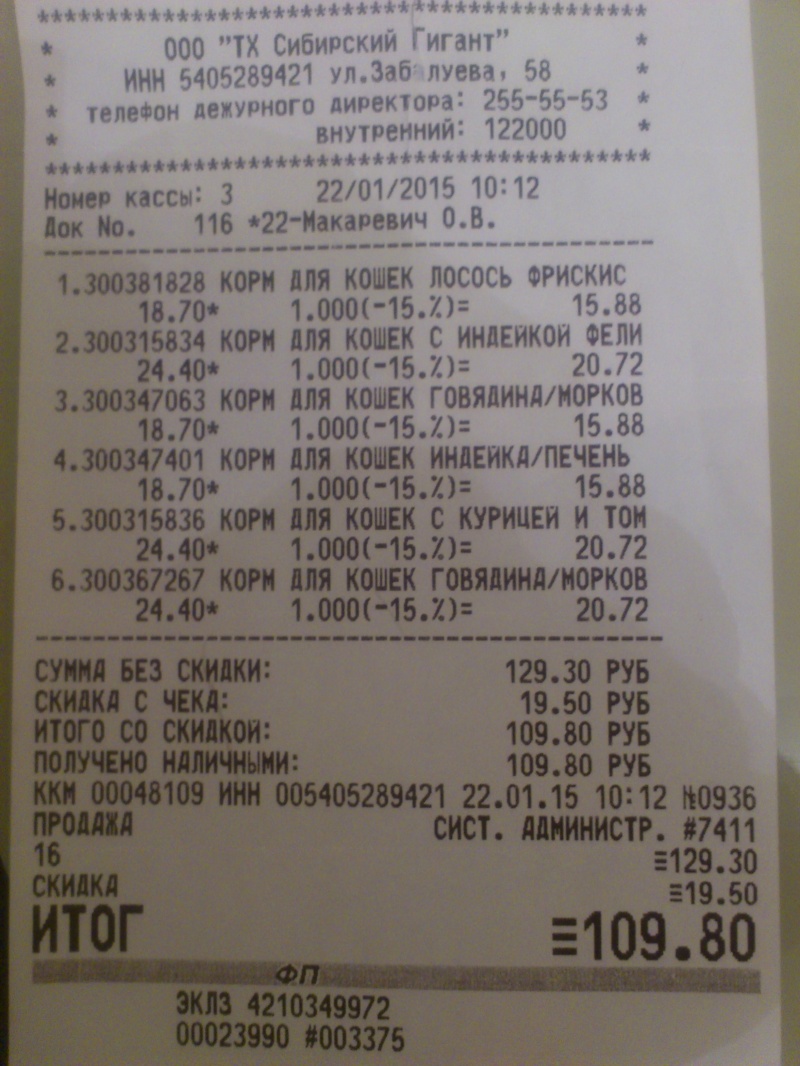 ****************************************
* ООО "ТХ Сибирский Гигант" *
* ИНН 5405289421 ул.Забалуева, 58 *
* телефон дежурного директора: 255-55-53 *
* внутренний: 122000 *
****************************************
Номер кассы: 3 22/01/2015 10:12
Док No. 116 *22-Макаревич О.В.
1.300381828 КОРМ ДЛЯ КОШЕК ЛОСОСЬ ФРИСКИС
18.70* 1.000(-15.%)= 15.88
2.300315834 КОРМ ДЛЯ КОШЕК С ИНДЕЙКОЙ ФЕЛИ
24.40* 1.000(-15.%)= 20.72
3.300347063 КОРМ ДЛЯ КОШЕК ГОВЯДИНА/МОРКОВ
18.70* 1.000(-15.%)= 15.88
4.300347401 КОРМ ДЛЯ КОШЕК ИНДЕЙКА/ПЕЧЕНЬ
18.70* 1.000(-15.%)= 15.88
5.300315836 КОРМ ДЛЯ КОШЕК С КУРИЦЕЙ И ТОМ
24.40* 1.000(-15.%)= 20.72
6.300367267 КОРМ ДЛЯ КОШЕК ГОВЯДИНА/МОРКОВ
24.40* 1.000(-15.%)= 20.72
СУММА БЕЗ СКИДКИ: 129.30 РУБ
СКИДКА С ЧЕКА: 19.50 РУБ
ИТОГО СО СКИДКОЙ: 109.80 РУБ
ПОЛУЧЕНО НАЛИЧНЫМИ: 109.80 РУБ
ККМ 00048109 ИНН 005405289421 22.01.15 10:12 №0936
ПРОДАЖА СИСТ. АДМИНИСТР. #7411
16 ≡129.30
СКИДКА ≡19.50
ИТОГ ≡109.80
ФП
ЭКЛЗ 4210349972
00023990 #003375